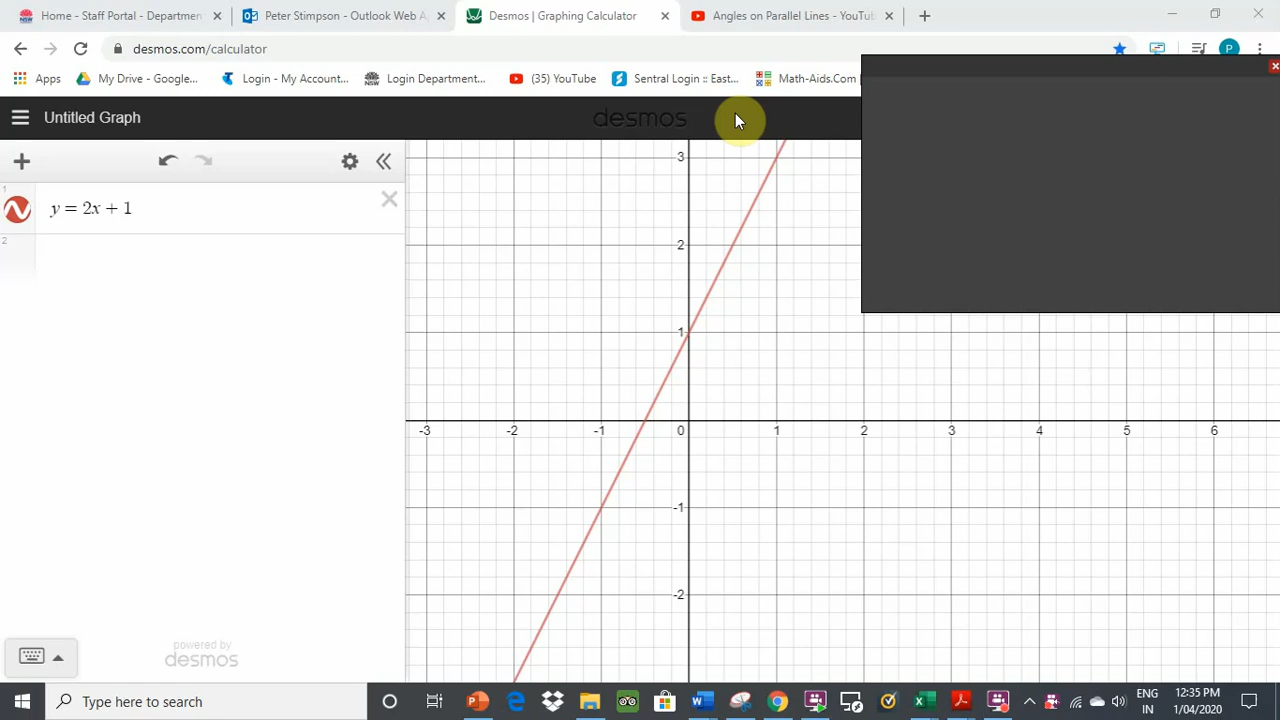 Home - Staff Portal - Departmen
Peter Stimpson - Outlook Web A
Desmos | Graphing Calculator
Angles on Parallel Lines - YouTu
desmos.com/calculator
P
Apps
My Drive - Google...
Login - My Account...
Login Department...
(35) YouTube
Sentral Login :: East...
Math-Aids.Com
Untitled Graph
desmos
1
y = 2x + 1
2
3
2
1
-3 -2 -1 0 1 2 3 4 5 6
-1
-2
powered by
desmos
Type here to search
ENG
IN
12:35 PM
1/04/2020